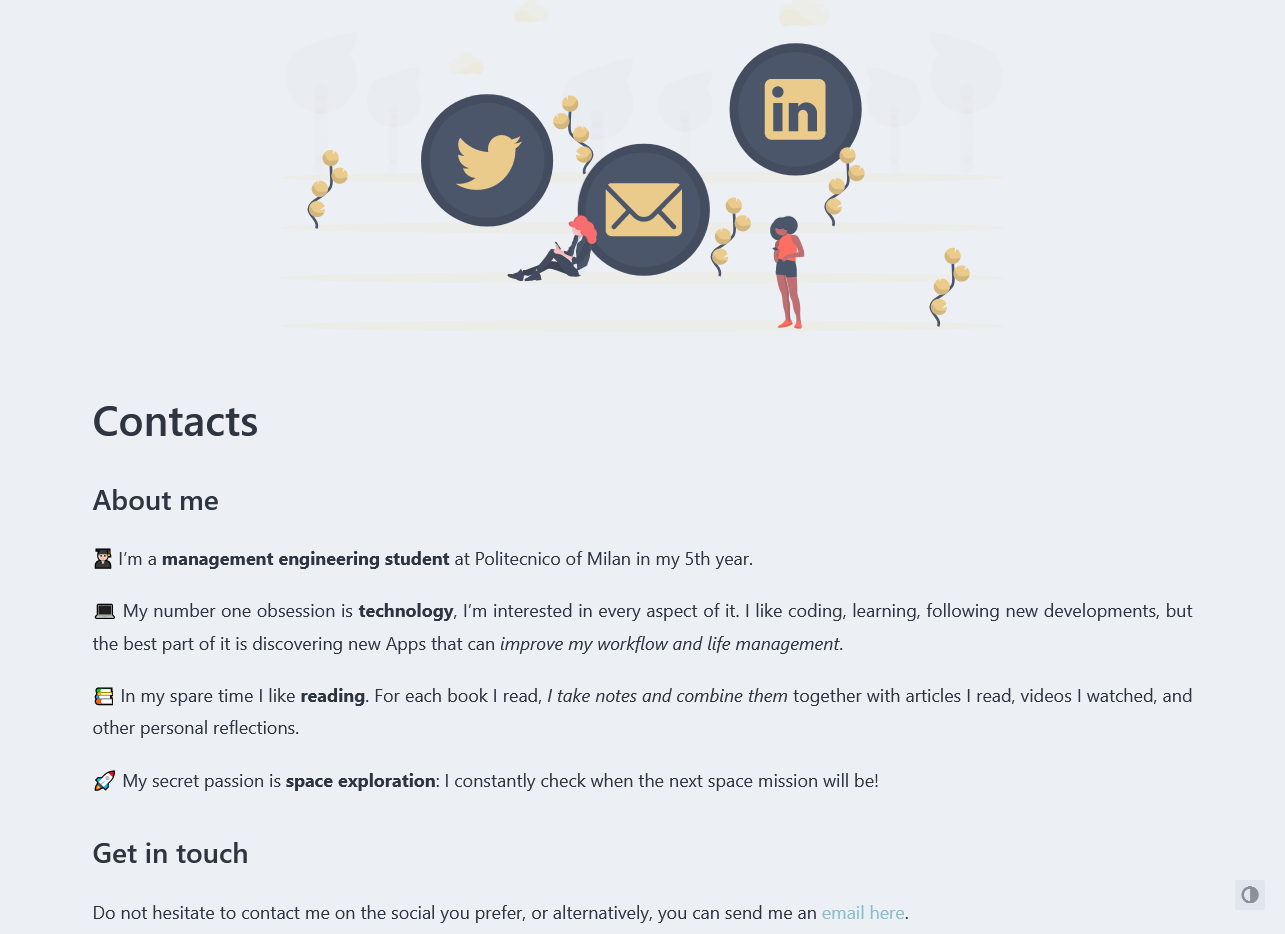 in
Contacts
About me
🧑🏻‍🎓 I'm a management engineering student at Politecnico of Milan in my 5th year.
💻 My number one obsession is technology, I'm interested in every aspect of it. I like coding, learning, following new developments, but
the best part of it is discovering new Apps that can improve my workflow and life management.
📚 In my spare time I like reading. For each book I read, I take notes and combine them together with articles I read, videos I watched, and
other personal reflections.
🚀 My secret passion is space exploration: I constantly check when the next space mission will be!
Get in touch
Do not hesitate to contact me on the social you prefer, or alternatively, you can send me an email here.